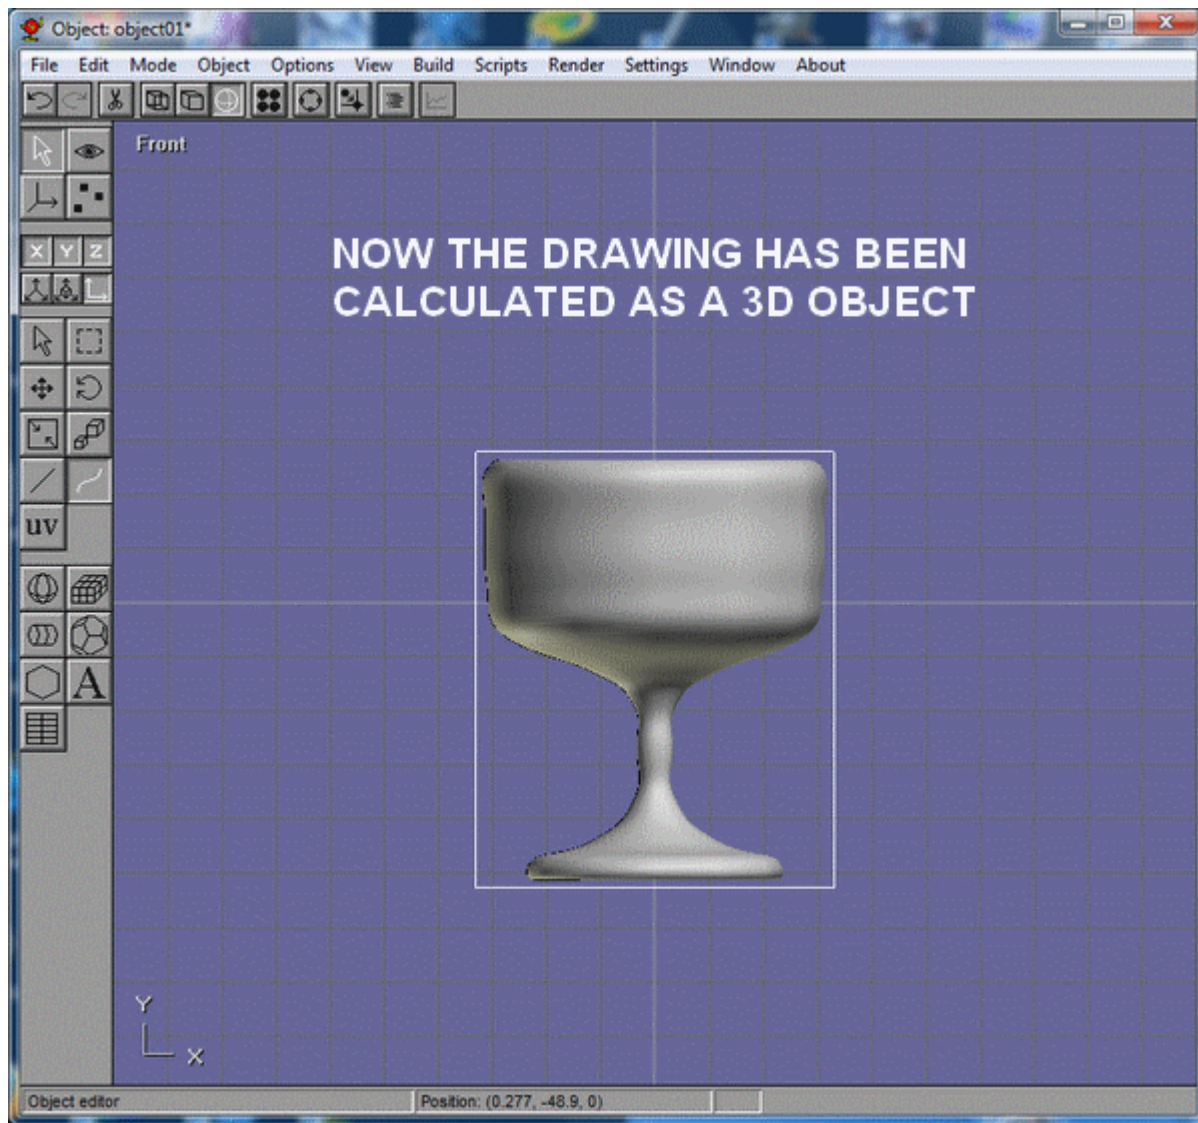 Object: object01*
File Edit Mode Object Options View Build Scripts Render Settings Window About
Front
X Y Z
NOW THE DRAWING HAS BEEN
CALCULATED AS A 3D OBJECT
uv
A
Y
X
Object editor Position: (0.277, -48.9, 0)